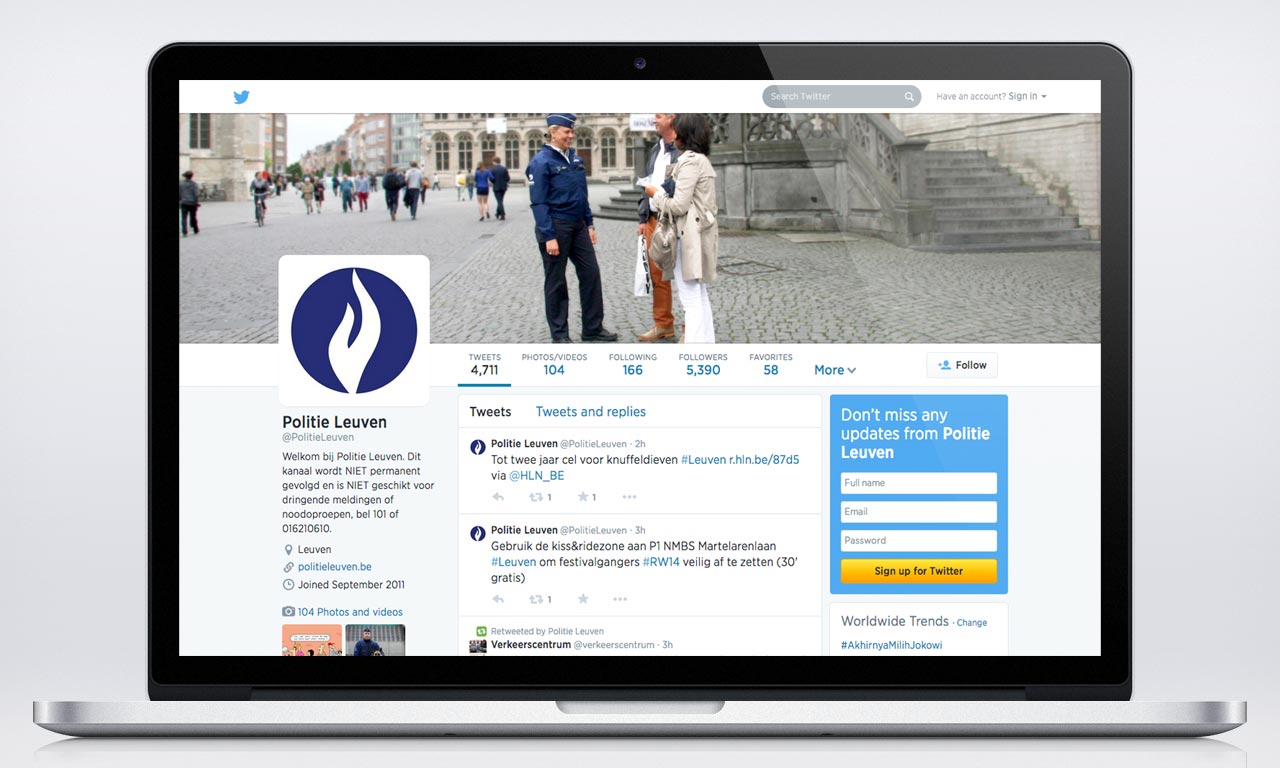 Search Twitter
Have an account? Sign in
TWEETS
4,711
PHOTOS/VIDEOS
104
FOLLOWING
166
FOLLOWERS
5,390
FAVORITES
58
More
Follow
Politie Leuven
@PolitieLeuven
Welkom bij Politie Leuven. Dit
kanaal wordt NIET permanent
gevolgd en is NIET geschikt voor
dringende meldingen of
noodoproepen, bel 101 of
016210610.
Leuven
politieleuven.be
Joined September 2011
104 Photos and videos
Tweets Tweets and replies
Politie Leuven @PolitieLeuven · 2h
Tot twee jaar cel voor knuffeldieven #Leuven r.hln.be/87d5
via @HLN_BE
1 1
Politie Leuven @PolitieLeuven · 3h
Gebruik de kiss&ridezone aan P1 NMBS Martelarenlaan
#Leuven om festivalgangers #RW14 veilig af te zetten (30'
gratis)
1
Retweeted by Politie Leuven
Verkeerscentrum @verkeerscentrum · 3h
Don't miss any
updates from Politie
Leuven
Full name
Email
Password
Sign up for Twitter
Worldwide Trends · Change
#AkhirnyaMilihJokowi